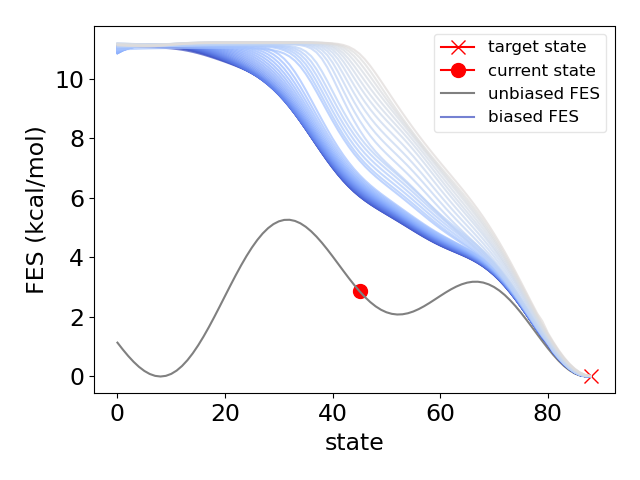 target state
current state
unbiased FES
biased FES
FES (kcal/mol)
10
8
6
4
2
0
0 20 40 60 80
state